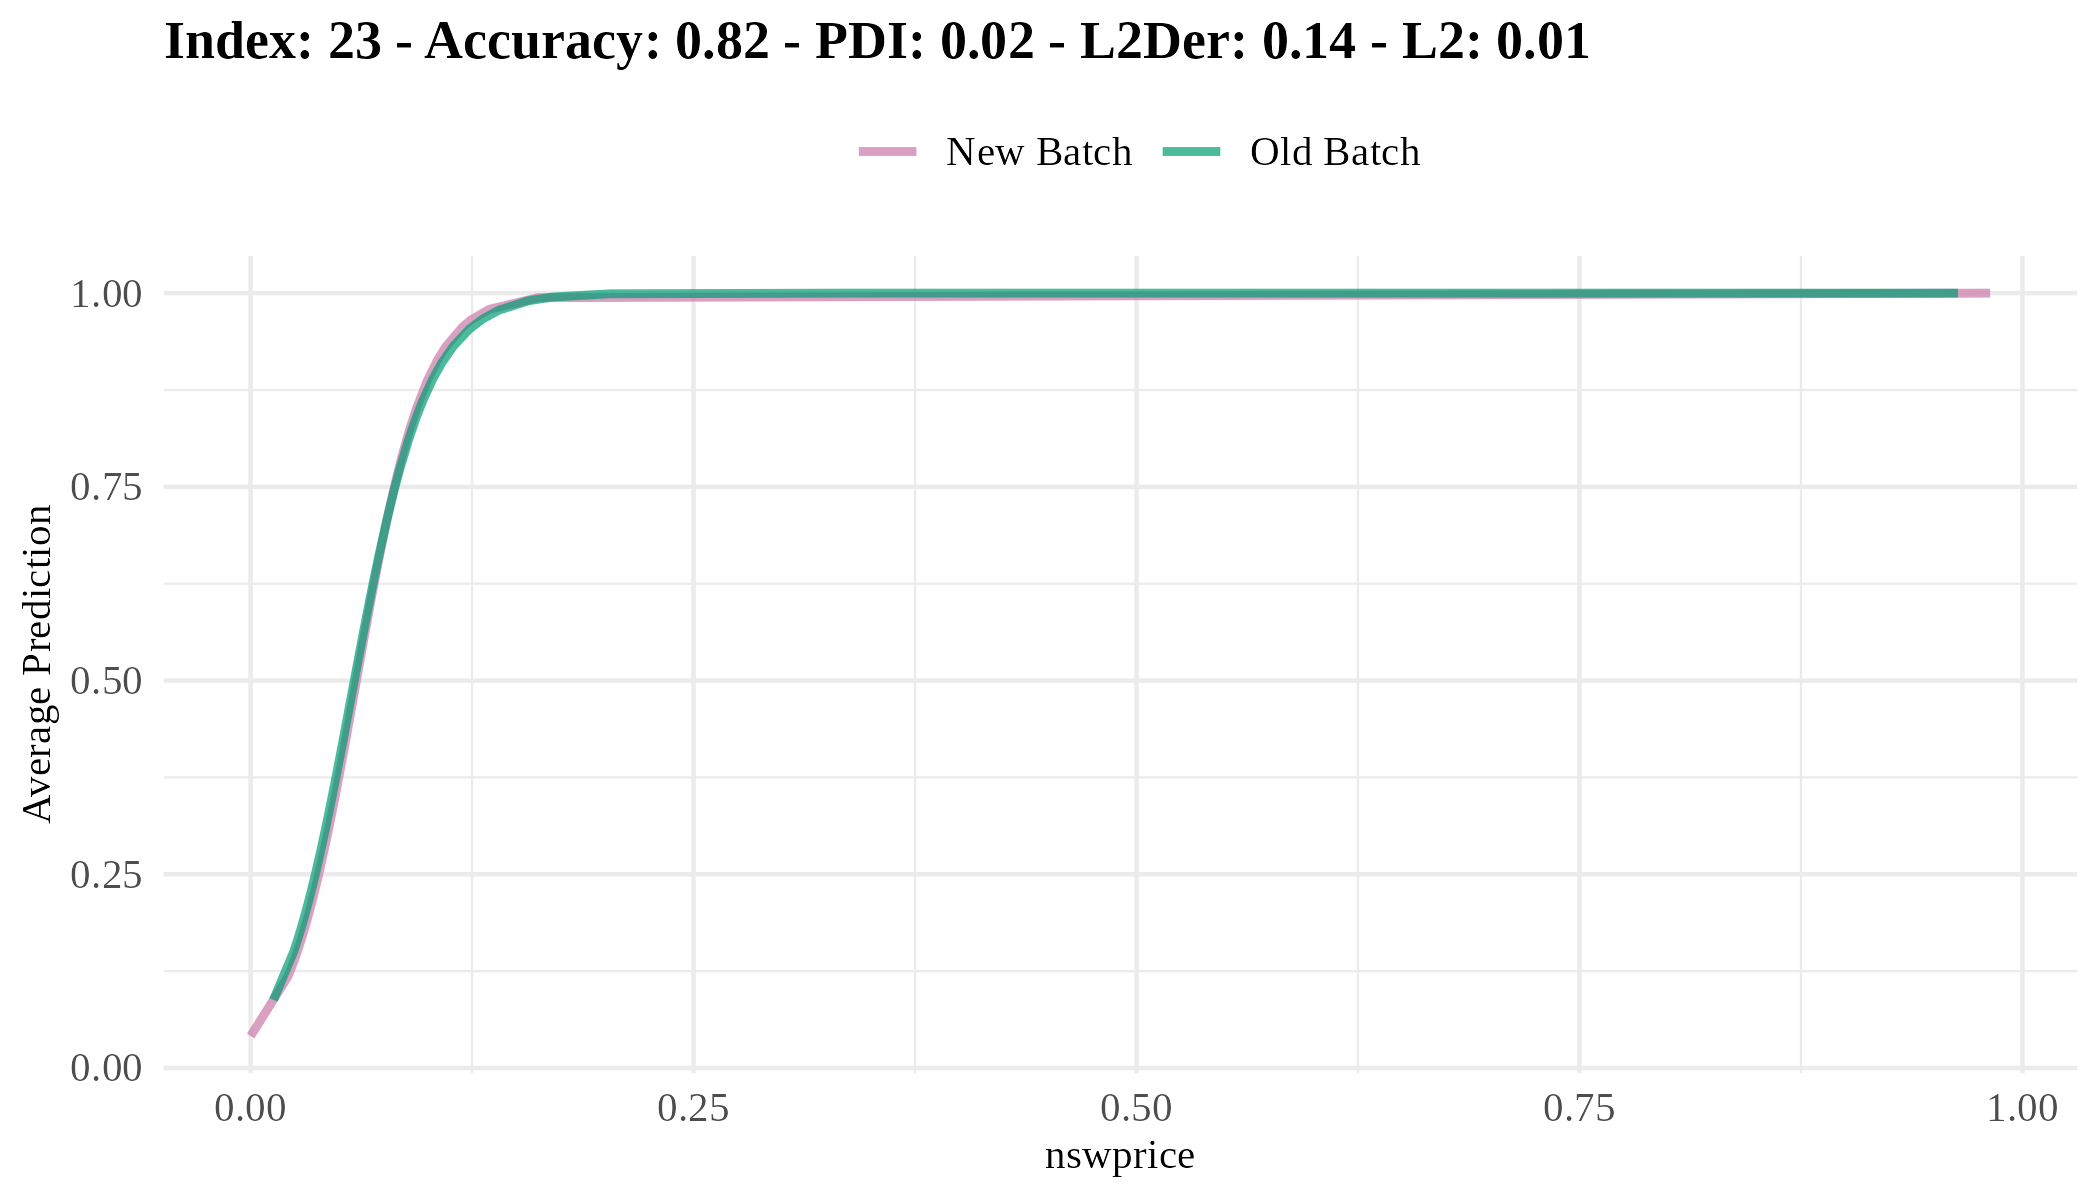 Index: 23 - Accuracy: 0.82 - PDI: 0.02 - L2Der: 0.14 - L2: 0.01
New Batch Old Batch
1.00
0.75
0.50
0.25
0.00
Average Prediction
0.00 0.25 0.50 0.75 1.00
nswprice